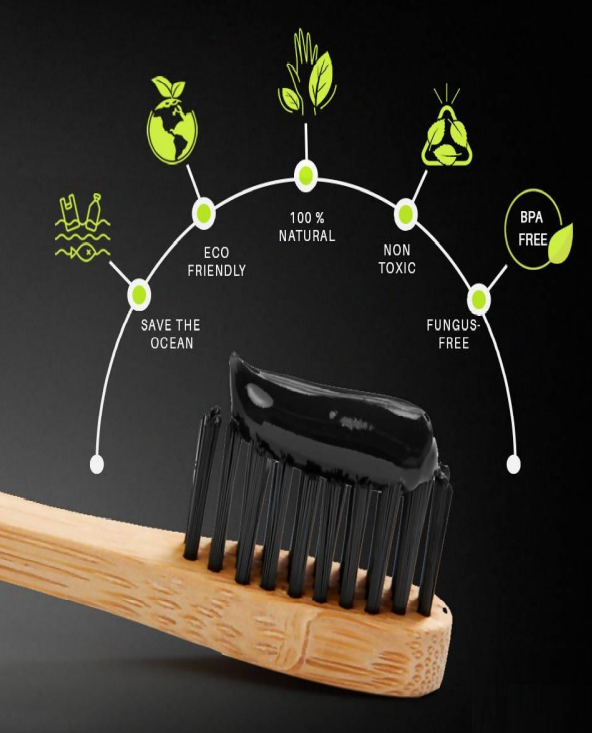 BPA
FREE
100 %
NATURAL
ECO
FRIENDLY
NON
TOXIC
SAVE THE
OCEAN
FUNGUS-
FREE